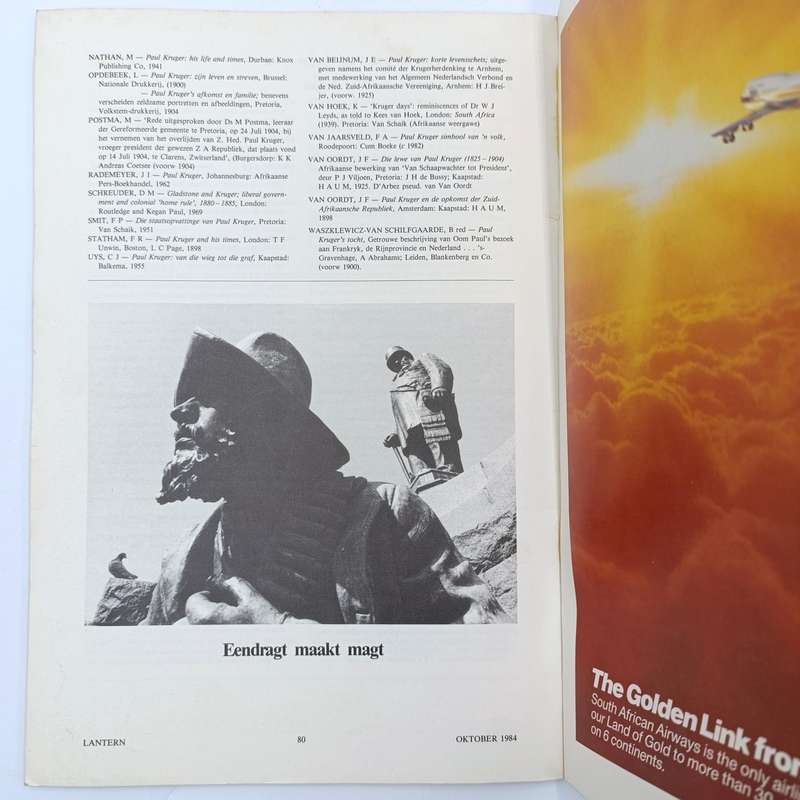 NATHAN, M — Paul Kruger: his life and times, Durban: Knox
Publishing Co, 1941
OPDEBEEK, L — Paul Kruger: zijn leven en streven, Brussel:
Nationale Drukkerij, (1900)
— Paul Kruger's afkomst en familie; benevens
verscheiden zeldzame portretten en afbeeldingen, Pretoria,
Volkstem-drukkerij, 1904
POSTMA, M — 'Rede uitgesproken door Ds M Postma, leeraar
der Gereformeerde gemeente te Pretoria, op 24 July 1904, bij
het vernemen van het overlijden van Z. Hed. Paul Kruger,
vroeger president der gewezen Z A Republiek, dat plaats vond
op 14 July 1904, te Clarens, Zwitserland', (Burgersdorp: K K
Andreas Coetsee (voorw 1904)
RADEMEYER, J I — Paul Kruger, Johannesburg: Afrikaanse
Pers-Boekhandel, 1962
SCHREUDER, D M — Gladstone and Kruger; liberal govern-
ment and colonial 'home rule', 1880–1885, London:
Routledge and Kegan Paul, 1969
SMIT, F P — Die staatsopvattinge van Paul Kruger, Pretoria:
Van Schaik, 1951
STATHAM, F R — Paul Kruger and his times, London; T F
Unwin, Boston, L C Page, 1898
UYS, C J — Paul Kruger: van die wieg tot die graf, Kaapstad:
Balkema, 1955
VAN BEIJNUM, J E — Paul Kruger: korte levensschets; uitge-
geven namens het comité der Krugerherdenking te Arnhem,
met medewerking van het Algemeen Nederlandsch Verbond en
de Ned. Zuid-Afrikaansche Vereeniging, Arnhem: H J Brei-
jer, (voorw. 1925)
VAN HOEK, K — 'Kruger days': reminiscences of Dr W J
Leyds, as told to Kees van Hoek, London: South Africa
(1939). Pretoria: Van Schaik (Afrikaanse weergawe)
VAN JAARSVELD, F A — Paul Kruger simbool van 'n volk,
Roodepoort: Cum Boeke (c 1982)
VAN OORDT, J F — Die lewe van Paul Kruger (1825–1904)
Afrikaanse bewerking van 'Van Schaapwachter tot President',
deur P J Viljoen, Pretoria: J H de Bussy; Kaapstad:
H A U M, 1925. D'Arbez pseud. van Van Oordt
VAN OORDT, J F — Paul Kruger en de opkomst der Zuid-
Afrikaansche Republiek, Amsterdam: Kaapstad: H A U M,
1898
WASZKLEWICZ-VAN SCHILFGAARDE, B red — Paul
Kruger's tocht, Getrouwe beschrijving van Oom Paul's bezoek
aan Frankryk, de Rijnprovincie en Nederland . . . 's-
Gravenhage, A Abrahams; Leiden, Blankenberg en Co.
(voorw 1900).
Eendragt maakt magt
LANTERN
80
OKTOBER 1984
The Golden Link from
South African Airways is the only
our Land of Gold to more than 30
on 6 continents.